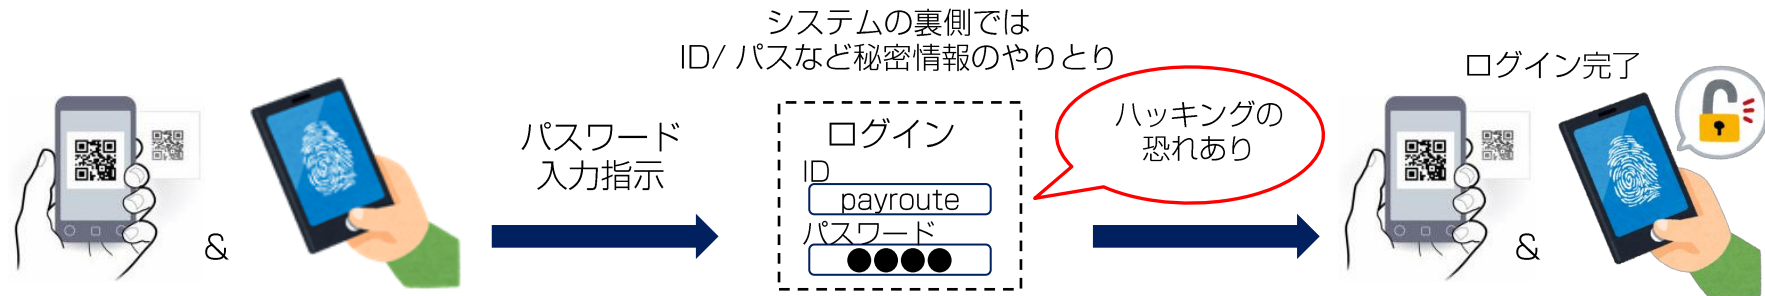 システムの裏側では
ID/ パスなど秘密情報のやりとり
&
パスワード
入力指示
ログイン
ID
payroute
パスワード
●●●●
ハッキングの
恐れあり
ログイン完了
&